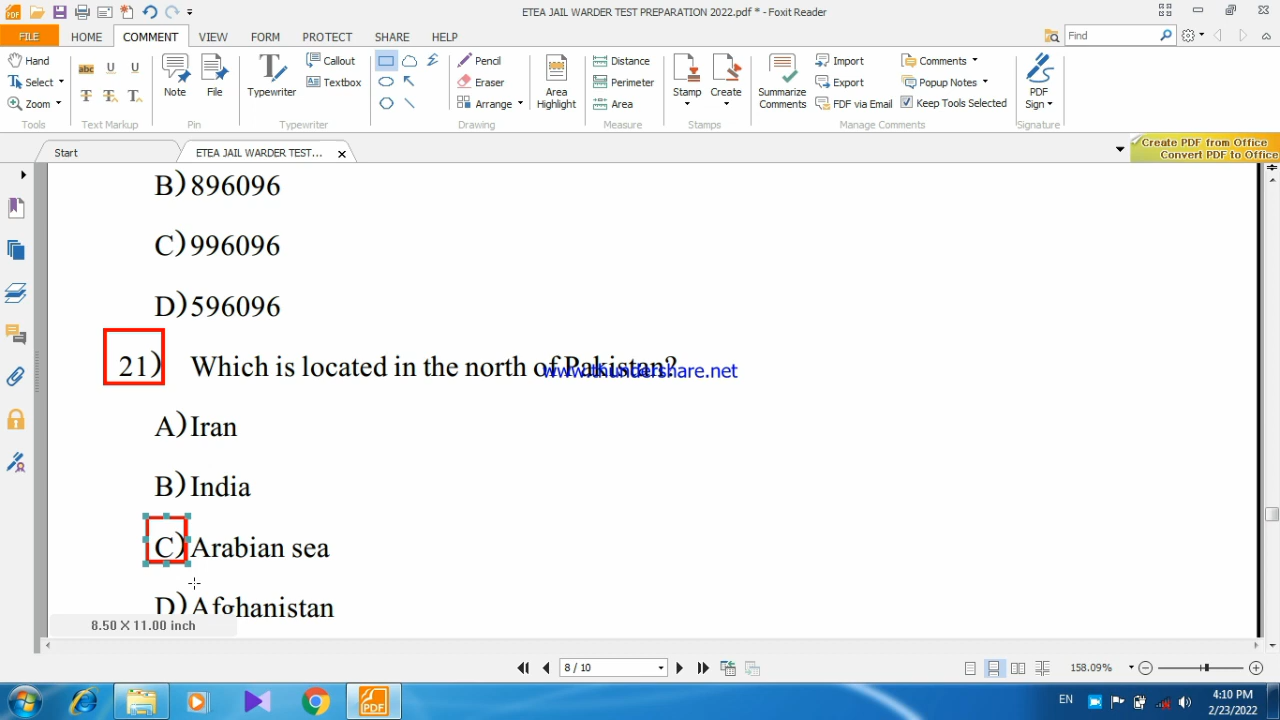 ETEA JAIL WARDER TEST PREPARATION 2022.pdf * - Foxit Reader
FILE HOME COMMENT VIEW FORM PROTECT SHARE HELP Find
Hand
Select
Zoom
Tools
abc U U
T T T
Text Markup
Note File
Pin
Typewriter
Callout
Textbox
Typewriter
Pencil
Eraser
Arrange
Drawing
Area Highlight
Distance
Perimeter
Area
Measure
Stamp Create
Stamps
Summarize Comments
Import
Export
FDF via Email
Comments
Popup Notes
Keep Tools Selected
Manage Comments
PDF Sign
Signature
Start ETEA JAIL WARDER TEST...
Create PDF from Office
Convert PDF to Office
B) 896096
C) 996096
D) 596096
21) Which is located in the north of Pakistan?
www.thundershare.net
A) Iran
B) India
C) Arabian sea
D) Afghanistan
8.50 X 11.00 inch
8 / 10 158.09%
PDF EN 4:10 PM
2/23/2022